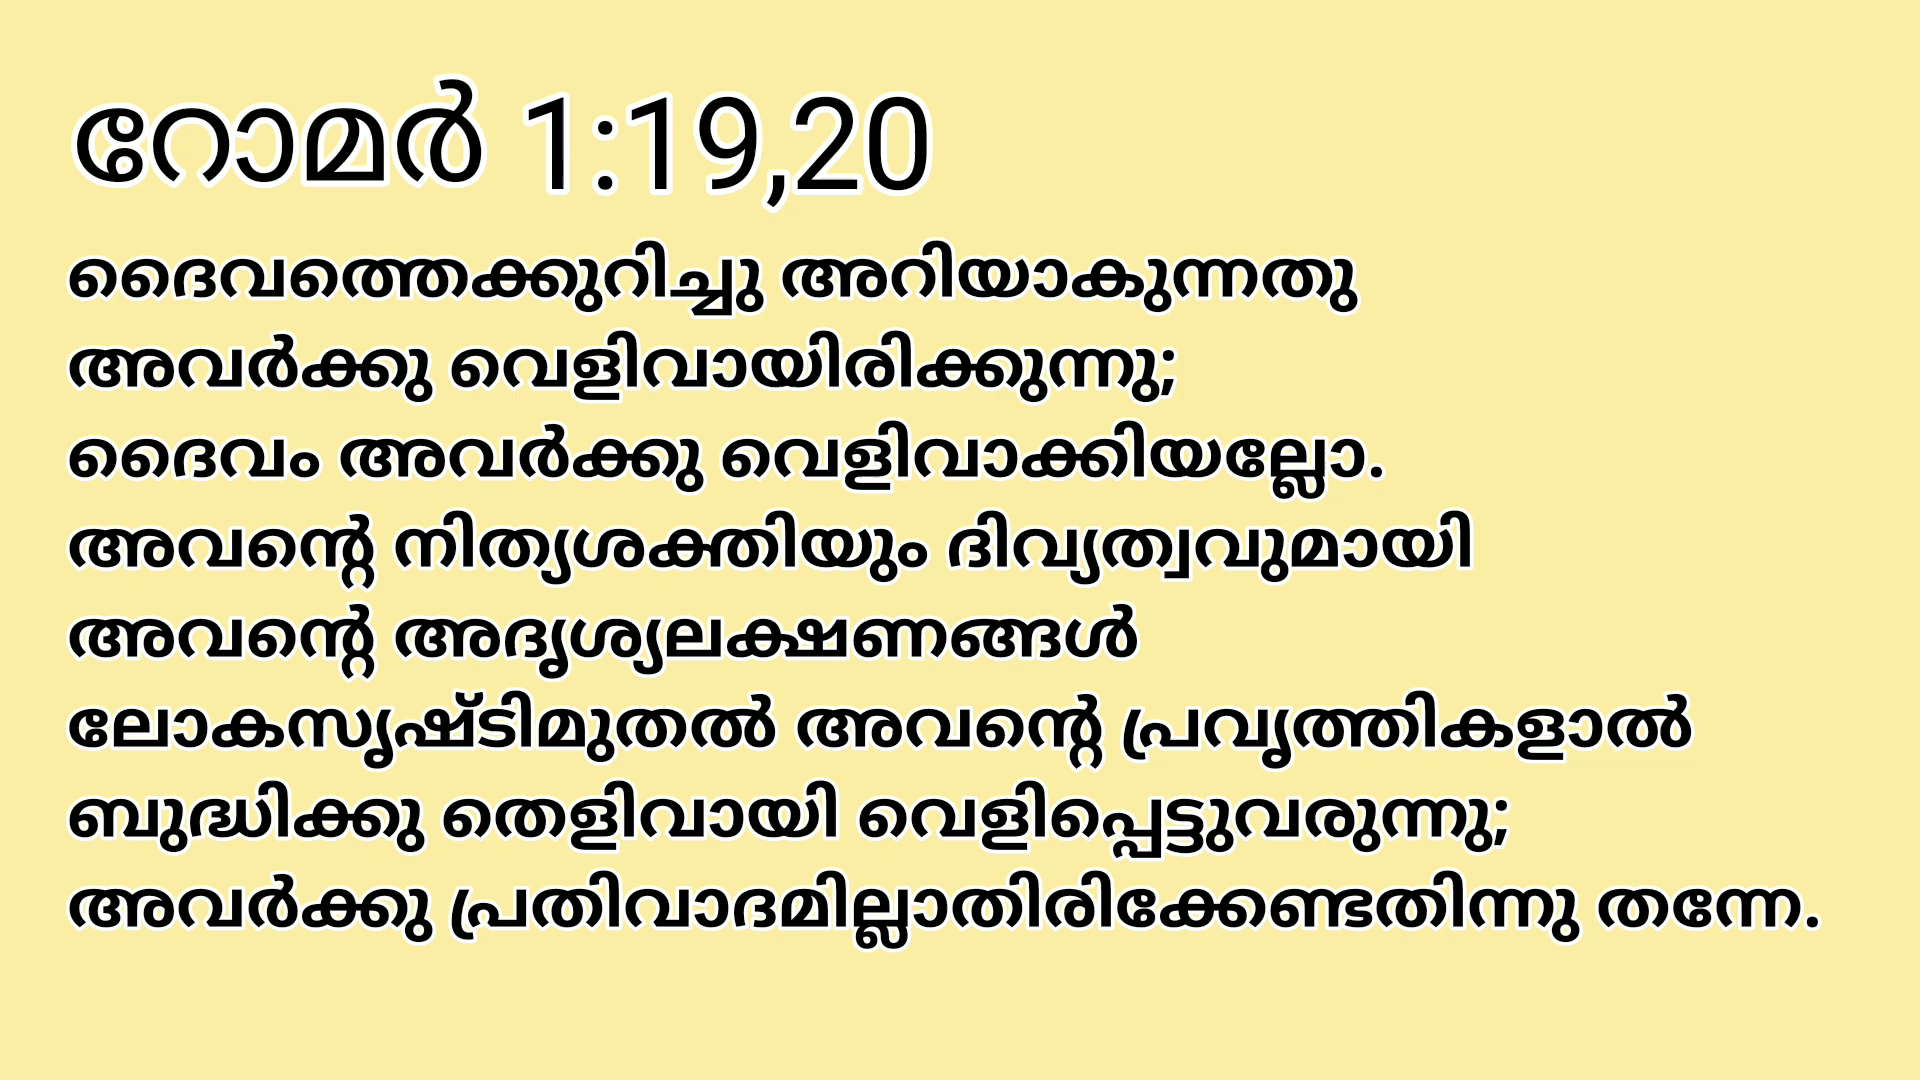 റോമർ 1:19,20
ദൈവത്തെക്കുറിച്ചു അറിയാകുന്നതു
അവർക്കു വെളിവായിരിക്കുന്നു;
ദൈവം അവർക്കു വെളിവാക്കിയല്ലോ.
അവന്റെ നിത്യശക്തിയും ദിവ്യത്വവുമായി
അവന്റെ അദൃശ്യലക്ഷണങ്ങൾ
ലോകസൃഷ്ടിമുതൽ അവന്റെ പ്രവൃത്തികളാൽ
ബുദ്ധിക്കു തെളിവായി വെളിപ്പെട്ടുവരുന്നു;
അവർക്കു പ്രതിവാദമില്ലാതിരിക്കേണ്ടതിന്നു തന്നേ.